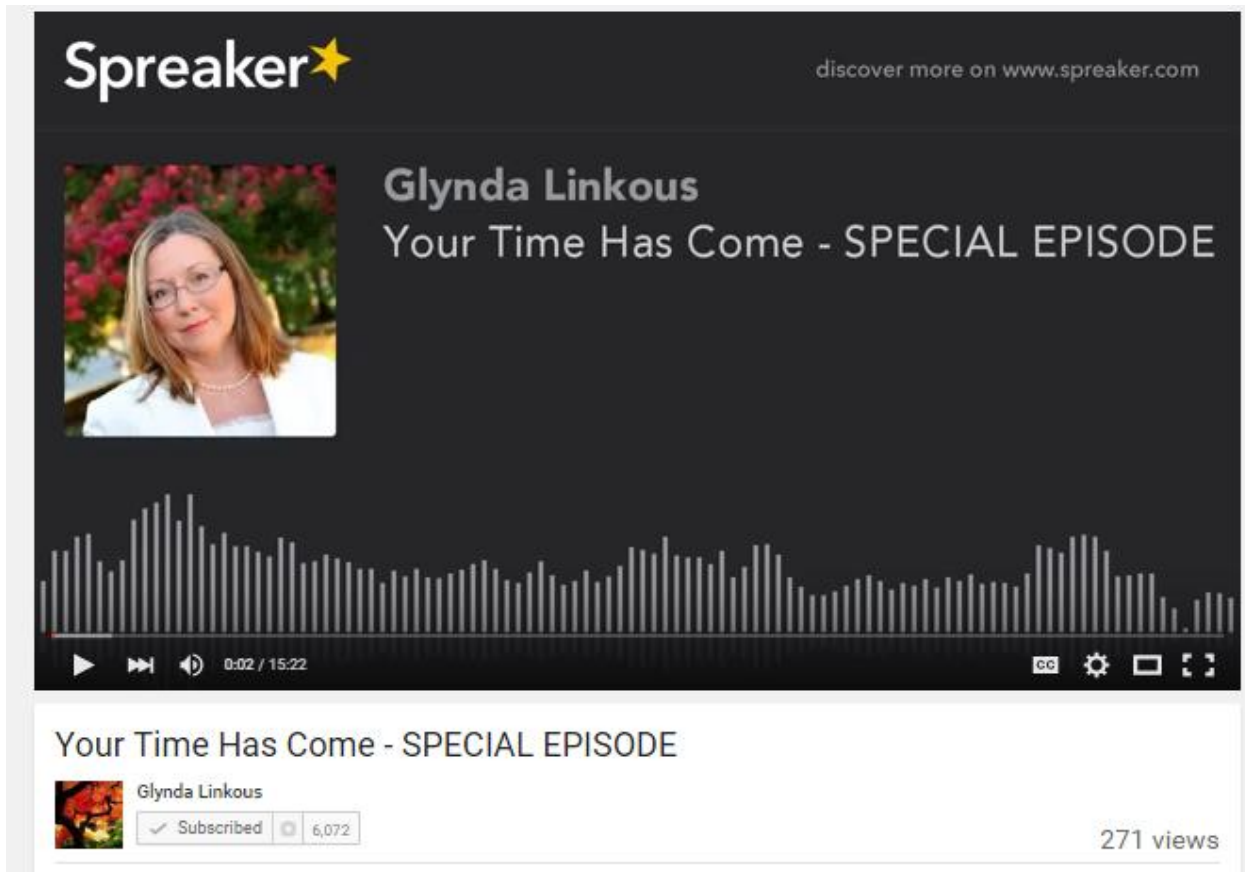 Spreaker
discover more on www.spreaker.com
Glynda Linkous
Your Time Has Come - SPECIAL EPISODE
0:02 / 15:22
CC
Your Time Has Come - SPECIAL EPISODE
Glynda Linkous
Subscribed 6,072
271 views